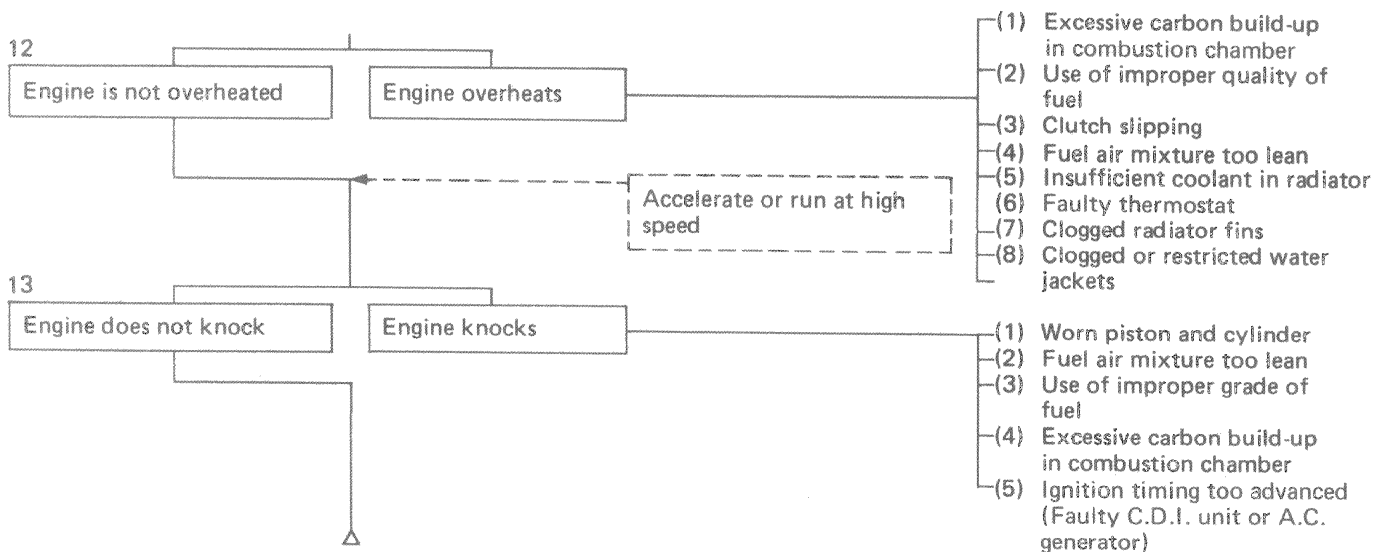 12
Engine is not overheated
Engine overheats
(1) Excessive carbon build-up
in combustion chamber
(2) Use of improper quality of
fuel
(3) Clutch slipping
(4) Fuel air mixture too lean
(5) Insufficient coolant in radiator
(6) Faulty thermostat
(7) Clogged radiator fins
(8) Clogged or restricted water
jackets
Accelerate or run at high
speed
13
Engine does not knock
Engine knocks
(1) Worn piston and cylinder
(2) Fuel air mixture too lean
(3) Use of improper grade of
fuel
(4) Excessive carbon build-up
in combustion chamber
(5) Ignition timing too advanced
(Faulty C.D.I. unit or A.C.
generator)